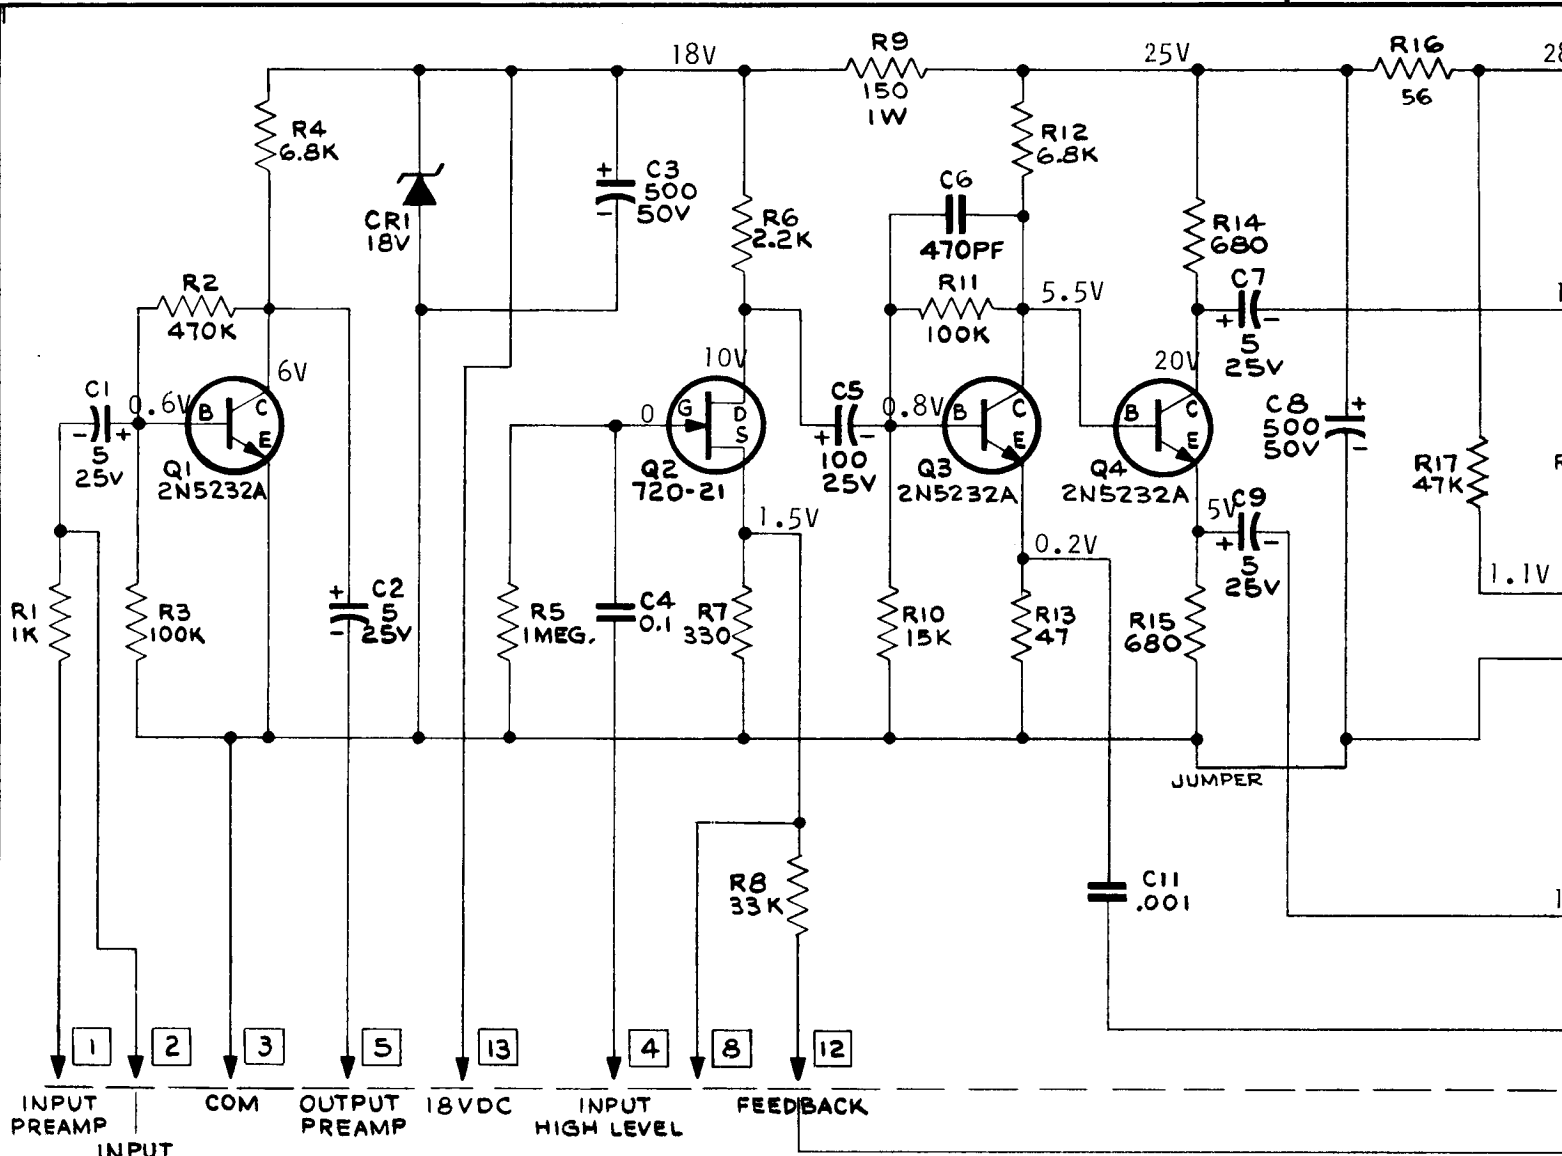 18V
R9
150
1W
25V
R16
56
28
R4
6.8K
CR1
18V
+
C3
500
50V
-
R6
2.2K
C6
470PF
R12
6.8K
R11
100K
5.5V
R14
680
C7
+ -
5
25V
1
R2
470K
6V
C1
- +
5
25V
0.6V
B
C
E
Q1
2N5232A
10V
0
G
D
S
Q2
720-21
C5
+ -
100
25V
0.8V
B
C
E
Q3
2N5232A
20V
B
C
E
Q4
2N5232A
C8
500
50V
+
-
R17
47K
R
1.5V
0.2V
5V
C9
+ -
5
25V
1.1V
R1
1K
R3
100K
+
C2
5
25V
-
R5
1MEG.
C4
0.1
R7
330
R10
15K
R13
47
R15
680
JUMPER
R8
33K
C11
.001
1
1
2
3
5
13
4
8
12
INPUT
PREAMP
INPUT
COM
OUTPUT
PREAMP
18VDC
INPUT
HIGH LEVEL
FEEDBACK